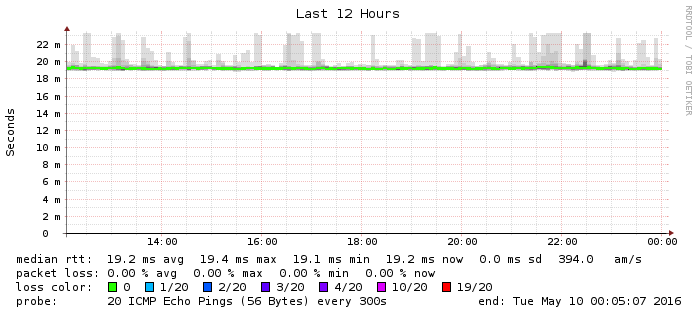 Last 12 Hours
RRDTOOL / TOBI OETIKER
Seconds
22 m
20 m
18 m
16 m
14 m
12 m
10 m
8 m
6 m
4 m
2 m
0
14:00 16:00 18:00 20:00 22:00 00:00
median rtt: 19.2 ms avg 19.4 ms max 19.1 ms min 19.2 ms now 0.0 ms sd 394.0 am/s
packet loss: 0.00 % avg 0.00 % max 0.00 % min 0.00 % now
loss color: 0 1/20 2/20 3/20 4/20 10/20 19/20
probe: 20 ICMP Echo Pings (56 Bytes) every 300s end: Tue May 10 00:05:07 2016